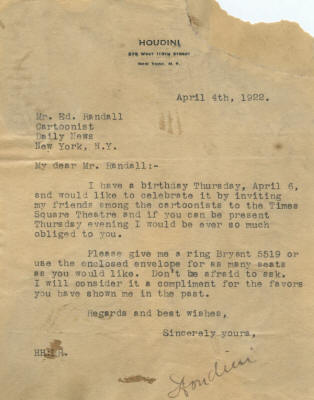 HOUDINI
278 WEST 113TH STREET
NEW YORK, N. Y.
April 4th, 1922.
Mr. Ed. Randall
Cartoonist
Daily News
New York, N.Y.
My dear Mr. Randall:-
I have a birthday Thursday, April 6,
and would like to celebrate it by inviting
my friends among the cartoonists to the Times
Square Theatre and if you can be present
Thursday evening I would be ever so much
obliged to you.
Please give me a ring Bryant 5519 or
use the enclosed envelope for as many seats
as you would like. Don't be afraid to ask.
I will consider it a compliment for the favors
you have shown me in the past.
Regards and best wishes,
Sincerely yours,
Houdini